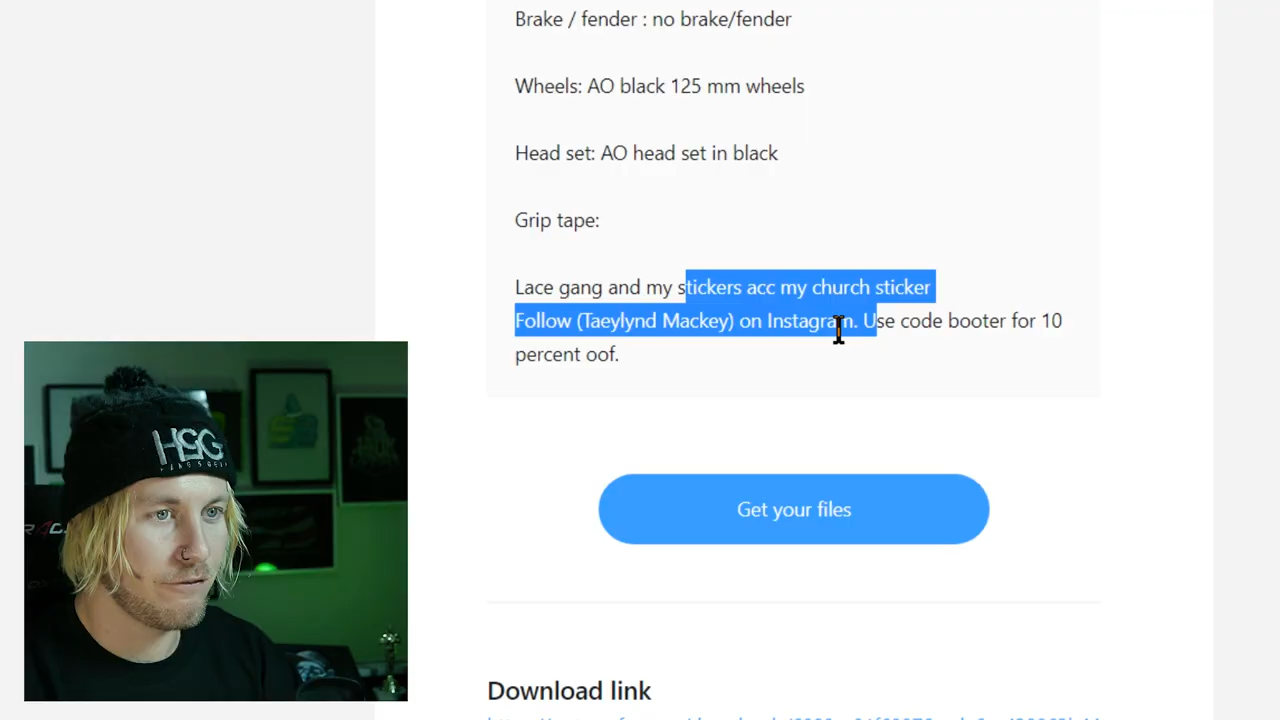 Brake / fender : no brake/fender
Wheels: AO black 125 mm wheels
Head set: AO head set in black
Grip tape:
Lace gang and my stickers acc my church sticker
Follow (Taeylynd Mackey) on Instagram. Use code booter for 10
percent oof.
Get your files
Download link
HSG